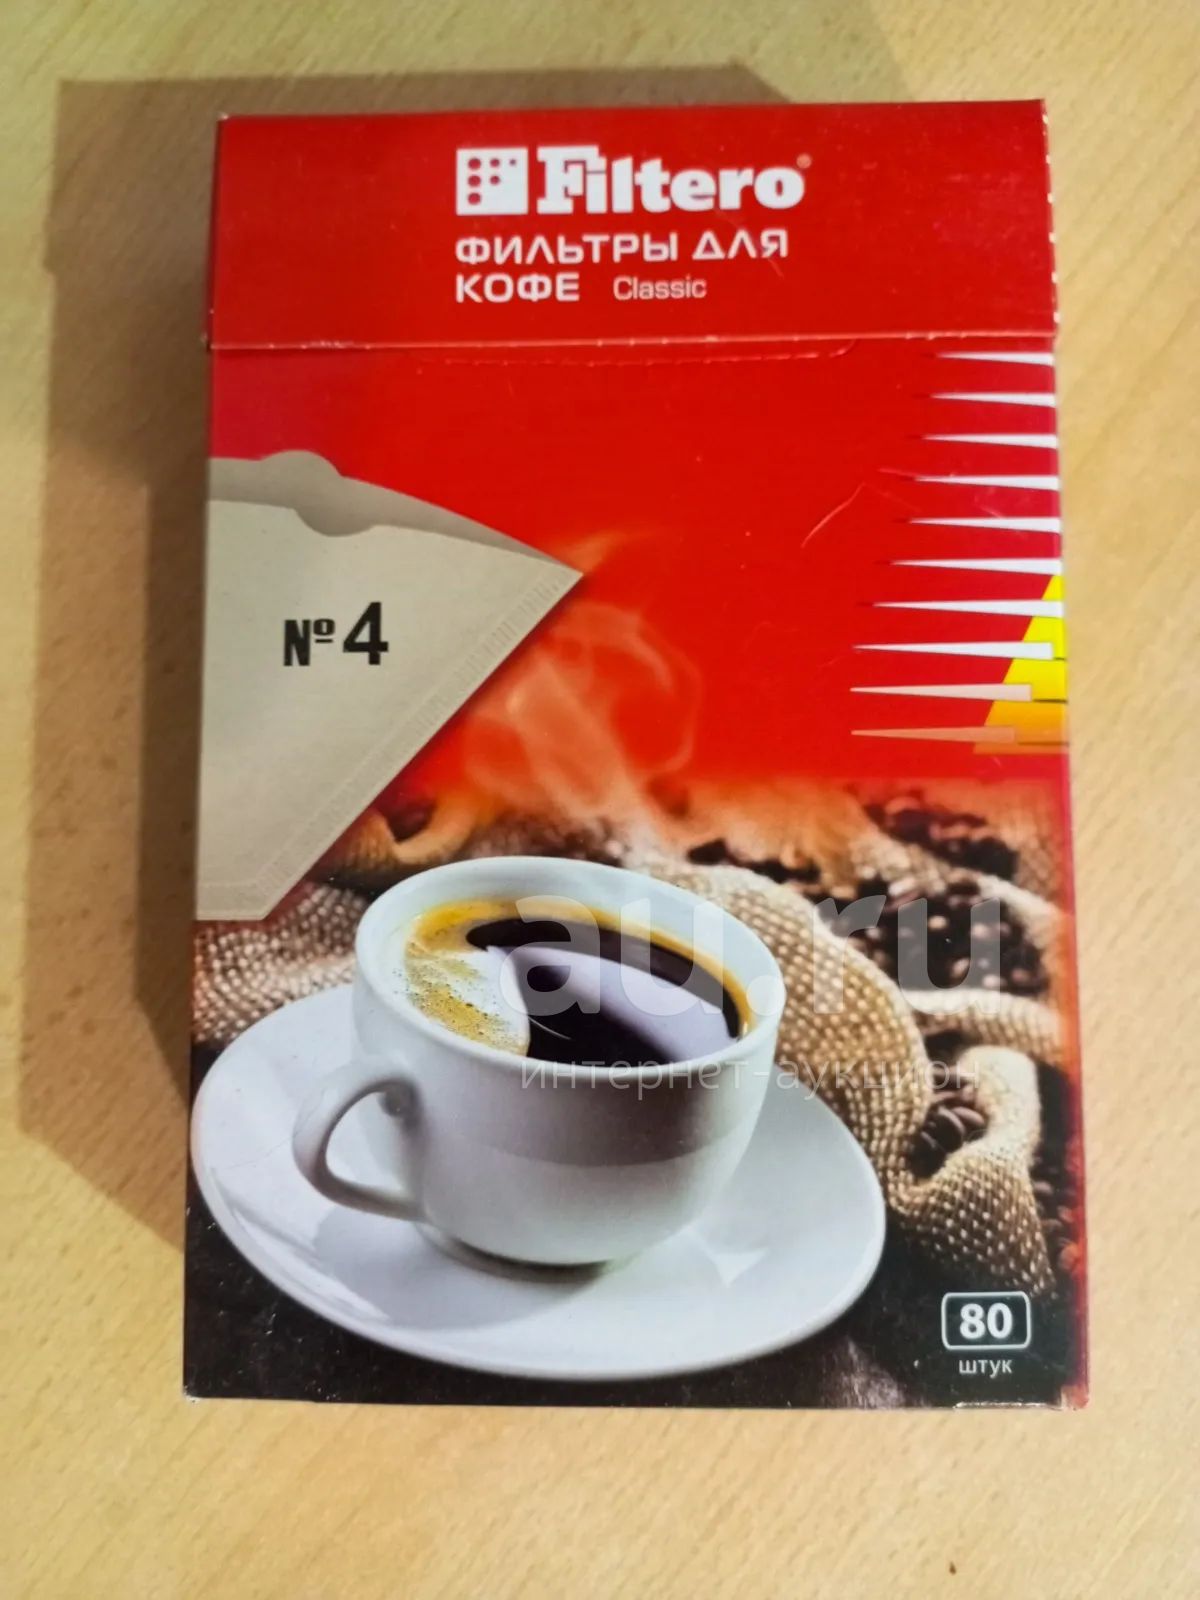 Filtero®
ФИЛЬТРЫ ДЛЯ
КОФЕ Classic
№4
au.ru
интернет-аукцион
80
штук